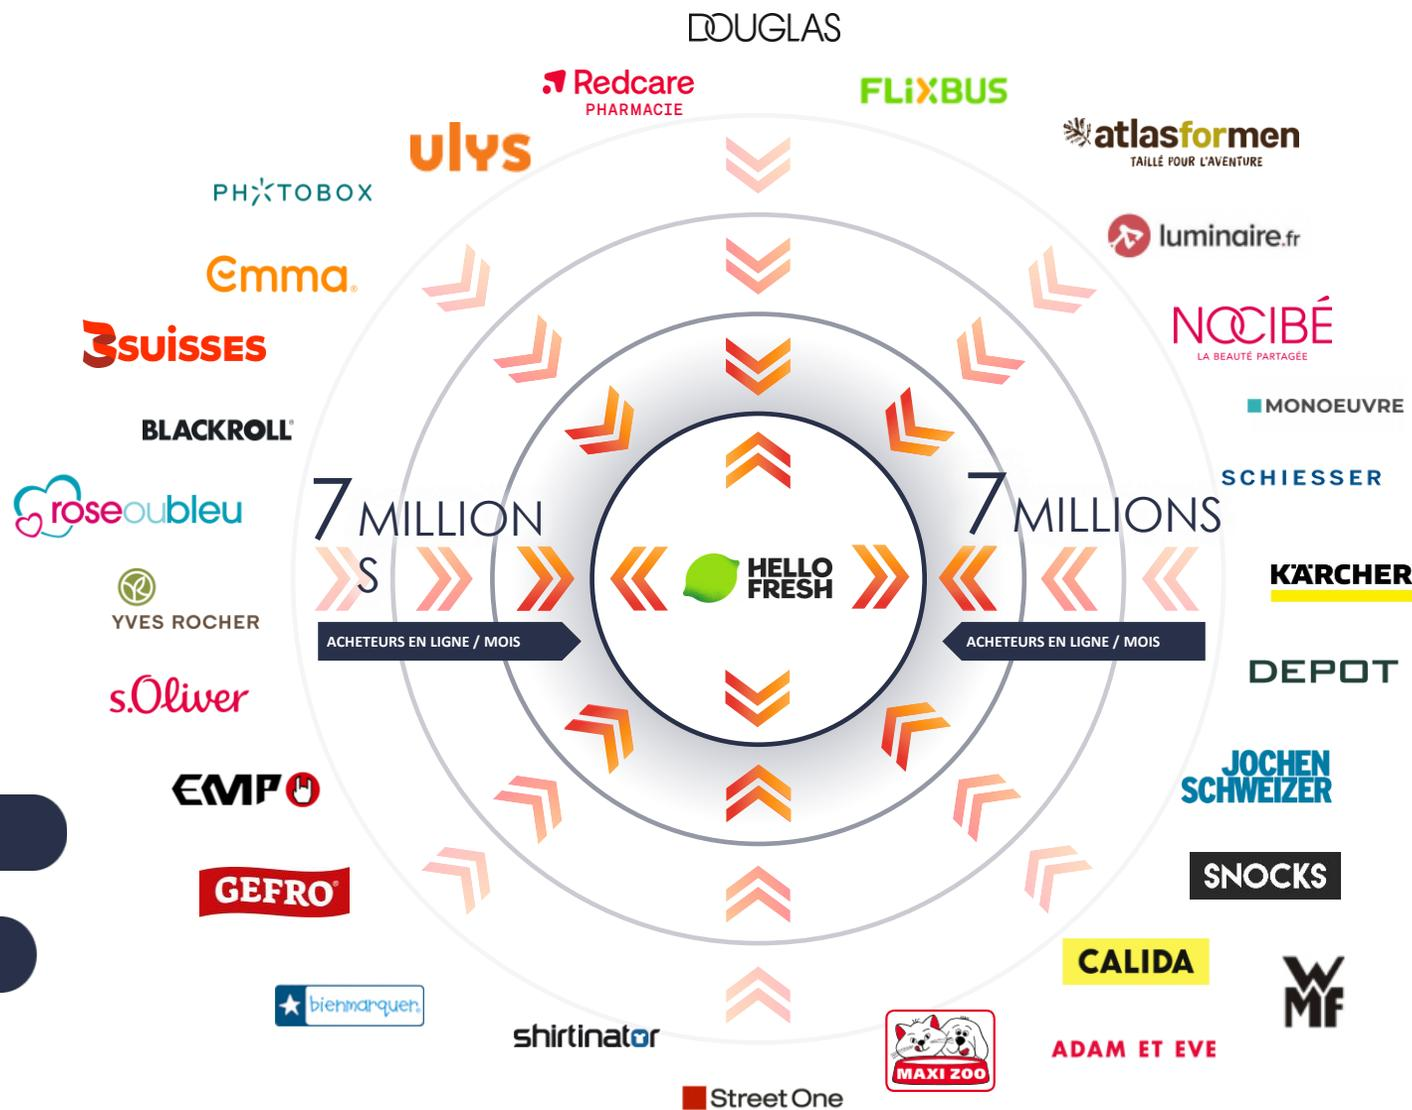 DOUGLAS
Redcare
PHARMACIE
FLiXBUS
ulys
atlasformen
TAILLÉ POUR L'AVENTURE
PHOTOBOX
luminaire.fr
emma®
3SUISSES
NOCIBÉ
LA BEAUTÉ PARTAGÉE
BLACKROLL®
MONOEUVRE
SCHIESSER
roseoubleu
7 MILLION
S
7 MILLIONS
HELLO
FRESH
KÄRCHER
YVES ROCHER
ACHETEURS EN LIGNE / MOIS
ACHETEURS EN LIGNE / MOIS
DEPOT
s.Oliver
JOCHEN
SCHWEIZER
EMP
GEFRO®
SNOCKS
CALIDA
WMF
bienmarquer®
shirtinator
MAXI ZOO
ADAM ET EVE
Street One